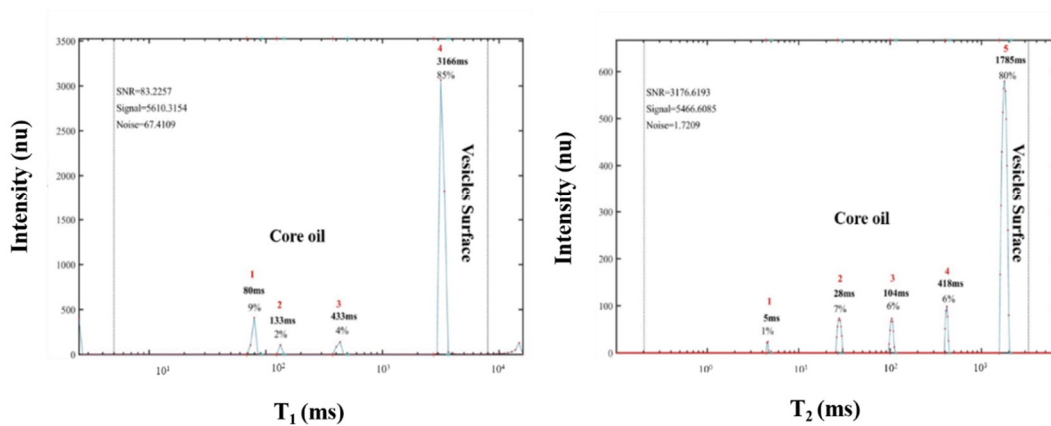 3500
3000
2500
2000
1500
1000
500
0
Intensity (nu)
SNR=83.2257
Signal=5610.3154
Noise=67.4109
Core oil
1
80ms
9%
2
133ms
2%
3
433ms
4%
4
3166ms
85%
Vesicles Surface
10¹
10²
10³
10⁴
T₁ (ms)
600
500
400
300
200
100
0
Intensity (nu)
SNR=3176.6193
Signal=5466.6085
Noise=1.7209
Core oil
1
5ms
1%
2
28ms
7%
3
104ms
6%
4
418ms
6%
5
1785ms
80%
Vesicles Surface
10⁰
10¹
10²
10³
T₂ (ms)